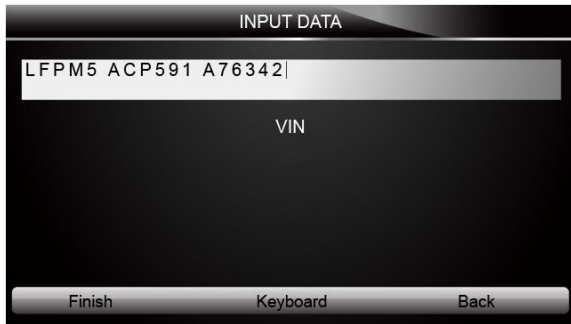 INPUT DATA
LFPM5 ACP591 A76342
VIN
Finish Keyboard Back